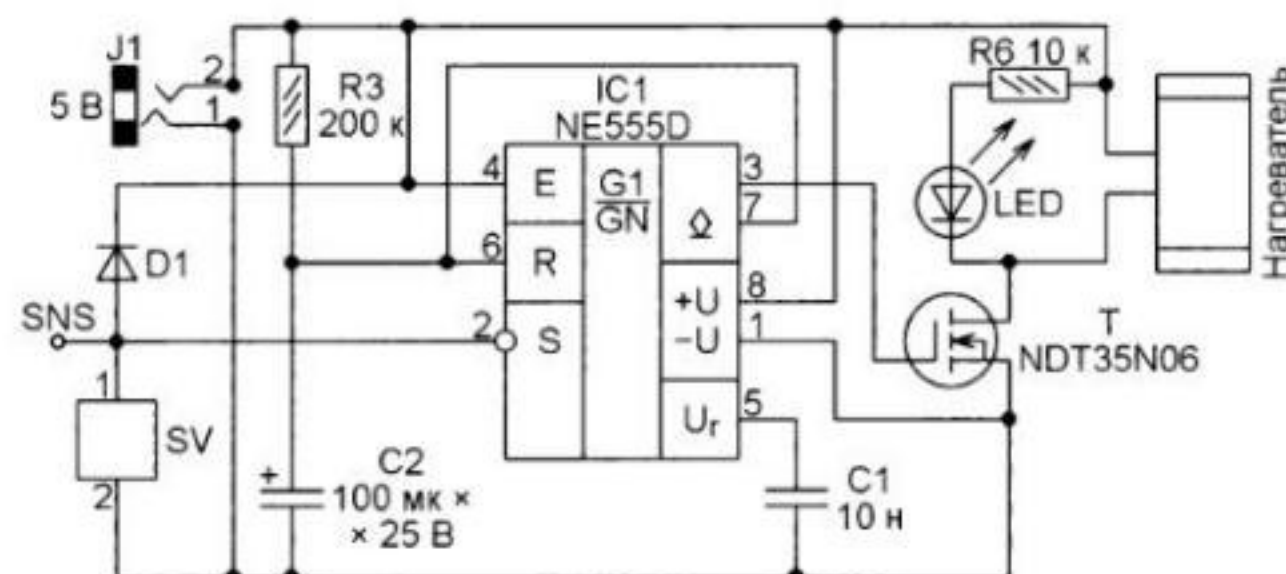 J1
5 В
2
1
R3
200 к
IC1
NE555D
R6 10 к
LED
Нагреватель
4
E
G1
GN
3
7
6
R
D1
SNS
2
S
+U
8
–U
1
T
NDT35N06
Ur
5
1
SV
2
+
C2
100 мк ×
× 25 В
C1
10 н